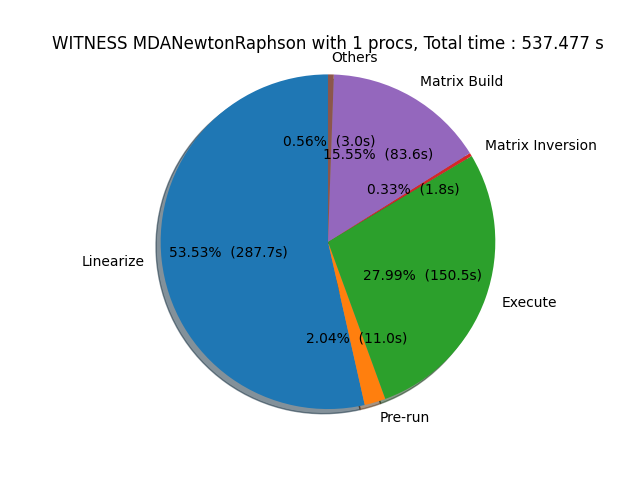 WITNESS MDANewtonRaphson with 1 procs, Total time : 537.477 s
Others
Matrix Build
0.56%  (3.0s)
15.55%  (83.6s)
Matrix Inversion
0.33%  (1.8s)
53.53%  (287.7s)
Linearize
27.99%  (150.5s)
Execute
2.04%  (11.0s)
Pre-run